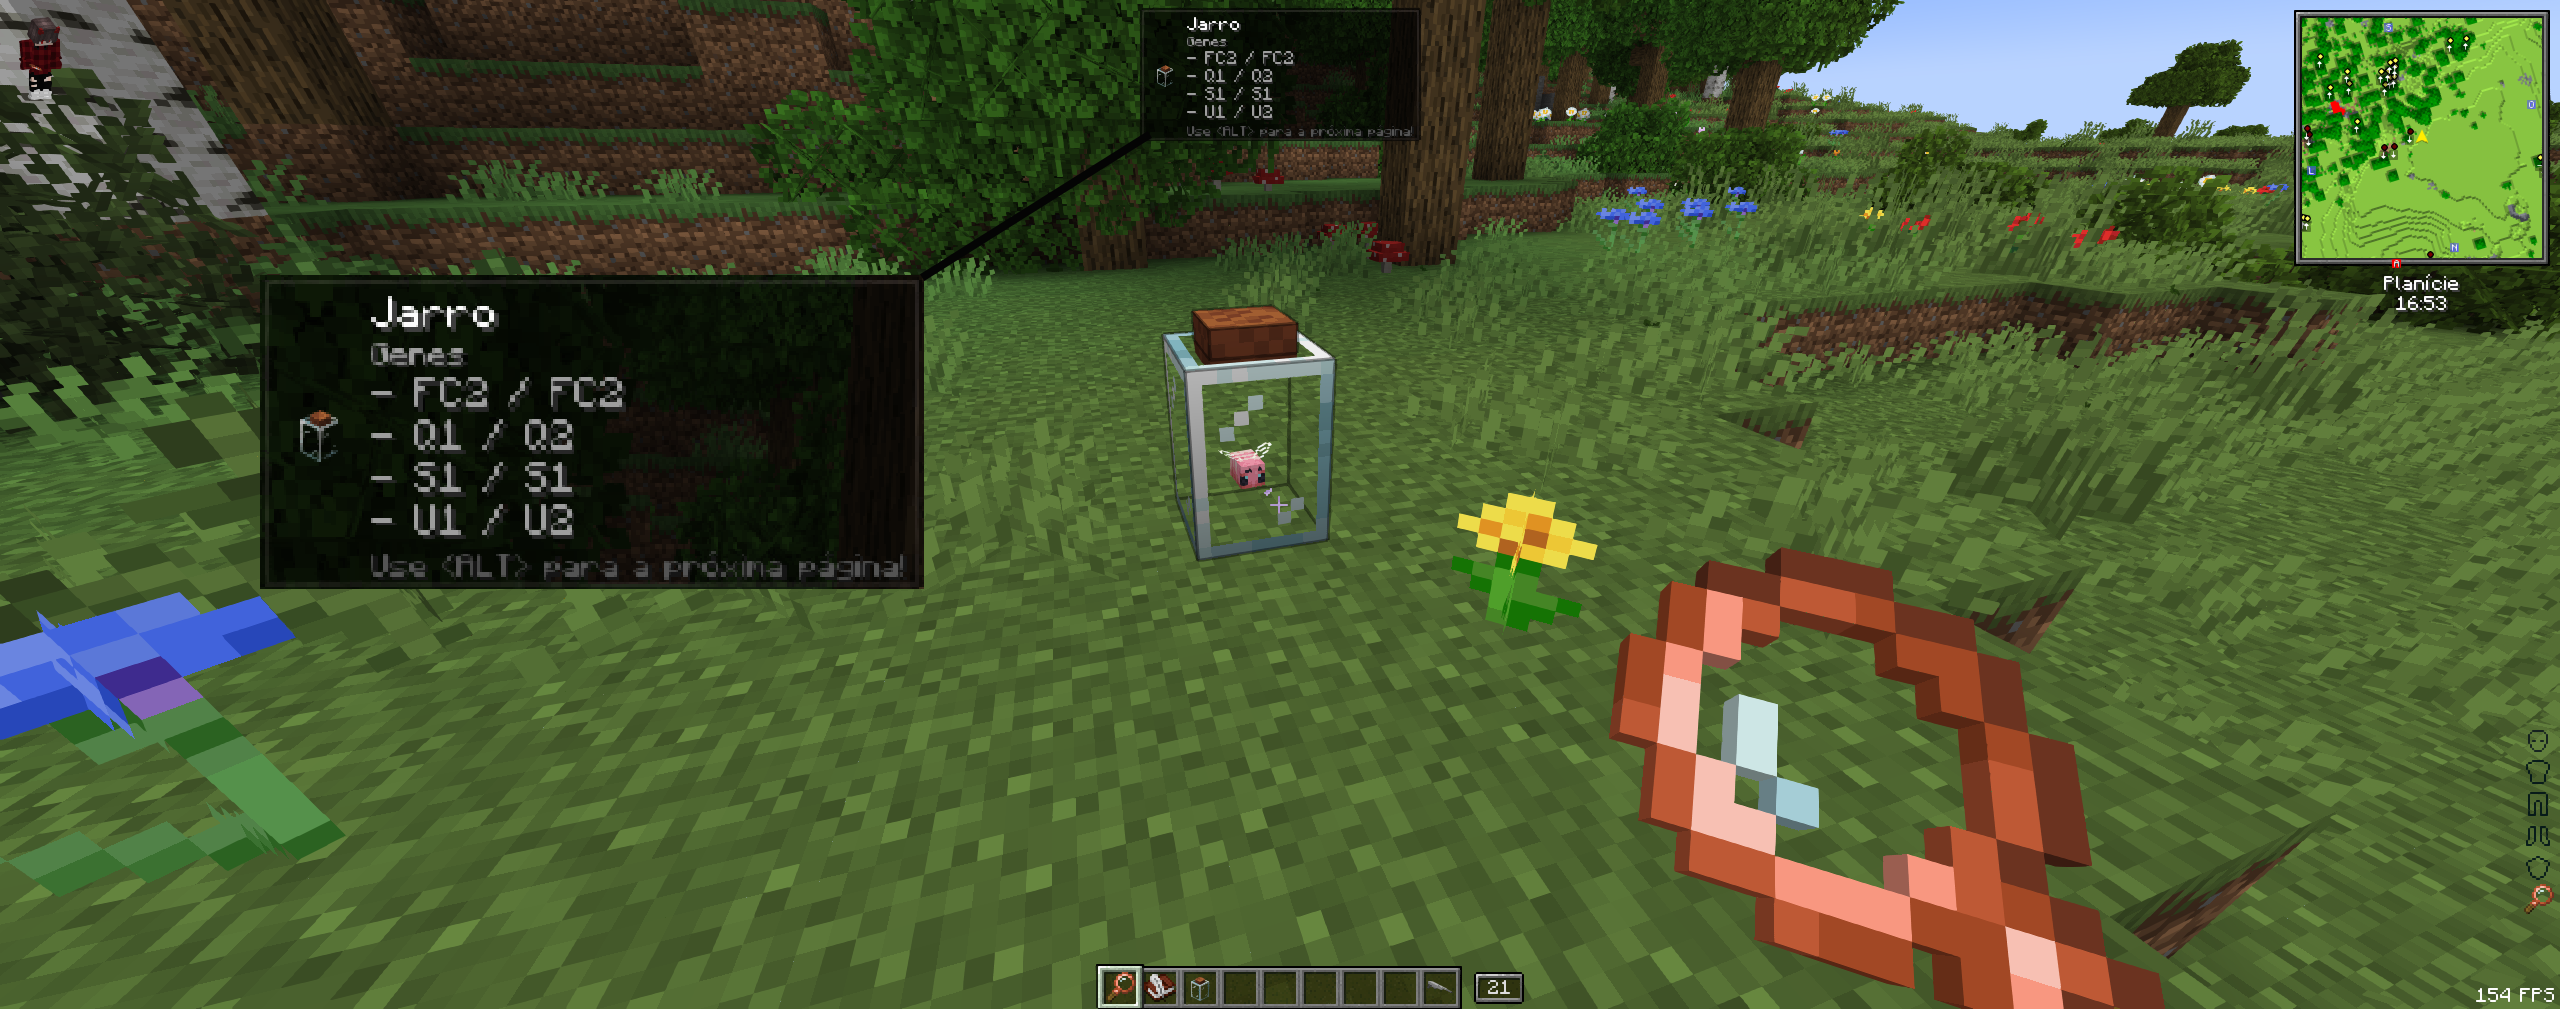 Jarro
Genes
- FC2 / FC2
- Q1 / Q2
- S1 / S1
- U1 / U2
Use <ALT> para a próxima página!
Jarro
Genes
- FC2 / FC2
- Q1 / Q2
- S1 / S1
- U1 / U2
Use <ALT> para a próxima página!
S
O
L
N
Planície
16:53
21
154 FPS